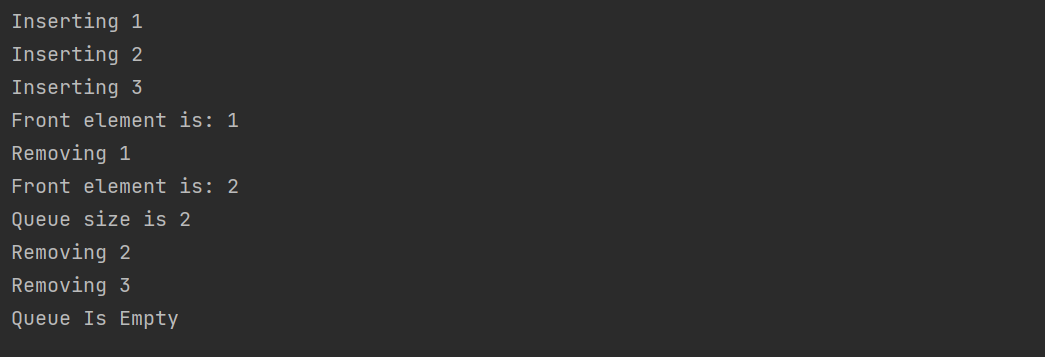 Inserting 1
Inserting 2
Inserting 3
Front element is: 1
Removing 1
Front element is: 2
Queue size is 2
Removing 2
Removing 3
Queue Is Empty